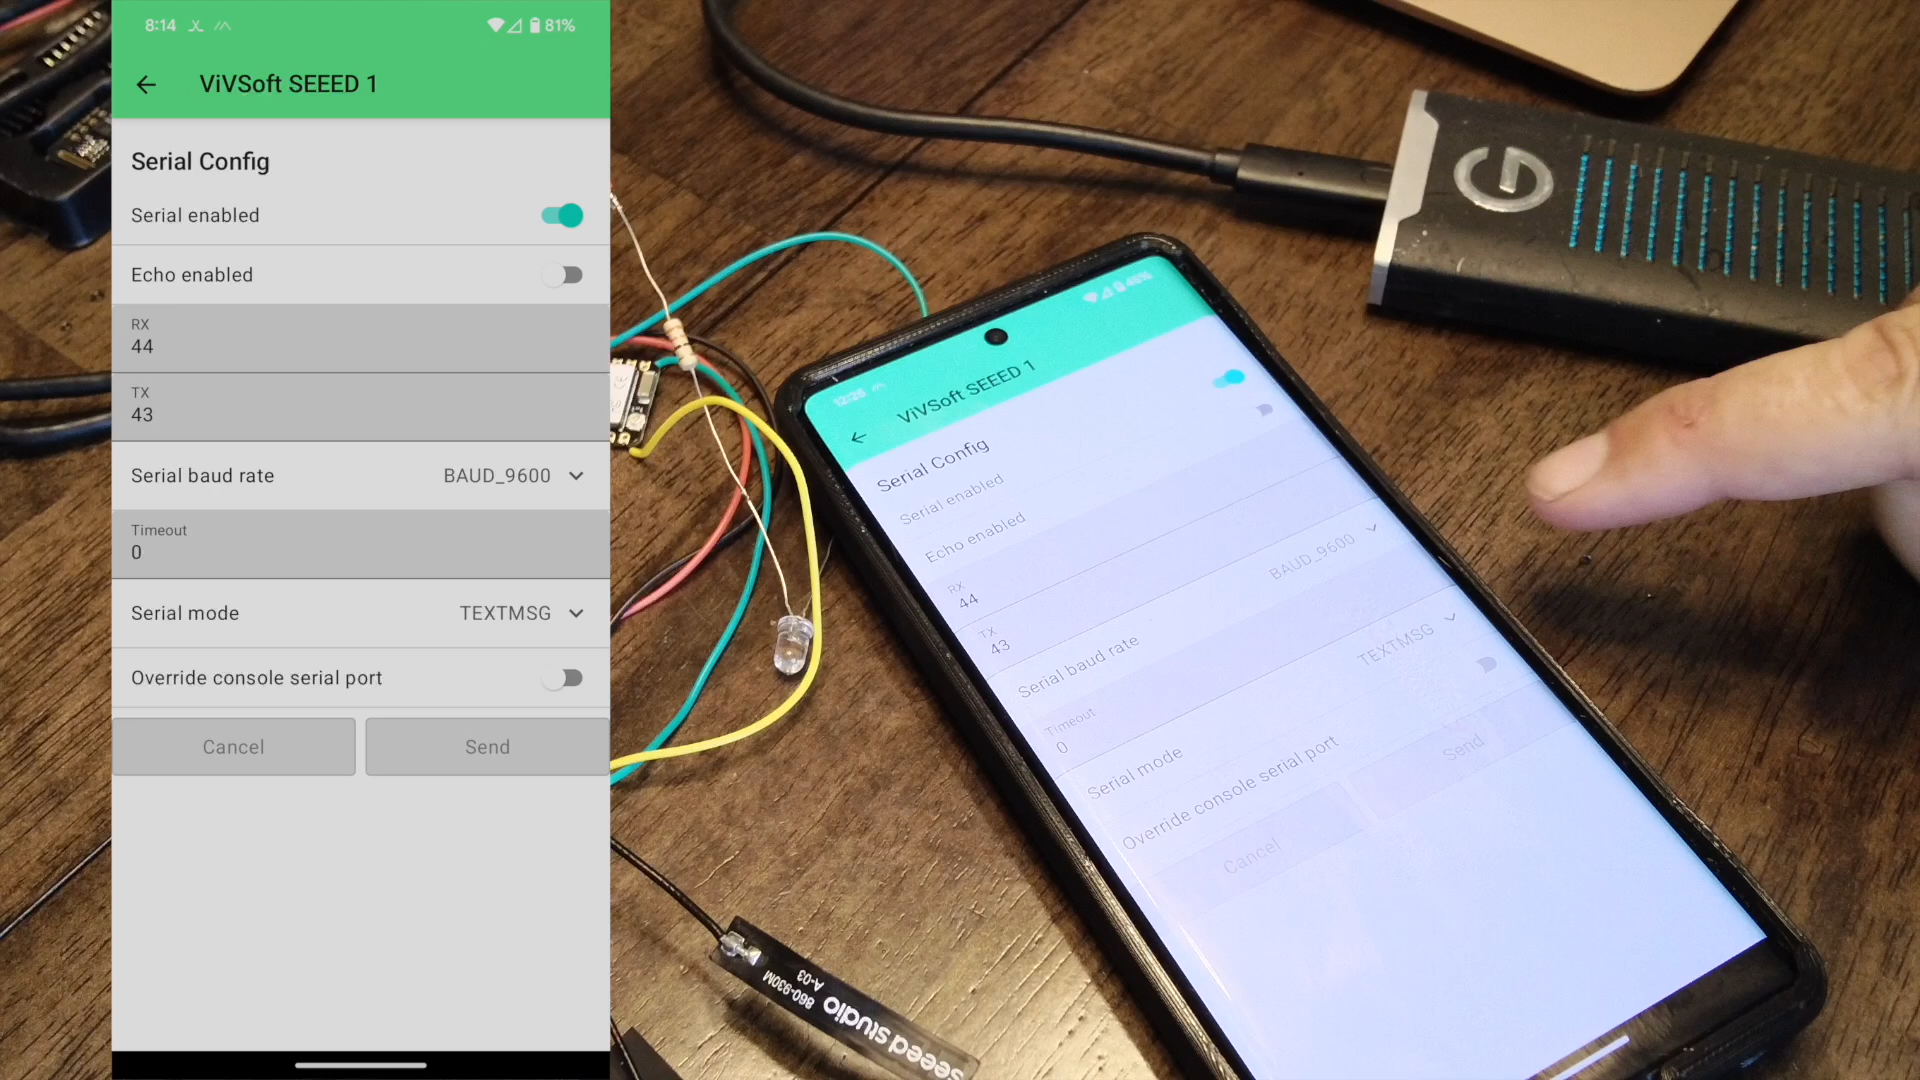 8:14
81%
ViVSoft SEEED 1
Serial Config
Serial enabled
Echo enabled
RX
44
TX
43
Serial baud rate
BAUD_9600
Timeout
0
Serial mode
TEXTMSG
Override console serial port
Cancel
Send
12:25
ViVSoft SEEED 1
Serial Config
Serial enabled
Echo enabled
RX
44
TX
43
Serial baud rate
BAUD_9600
Timeout
0
Serial mode
TEXTMSG
Override console serial port
Cancel
Send
G
860-930M
A-03
seeed studio